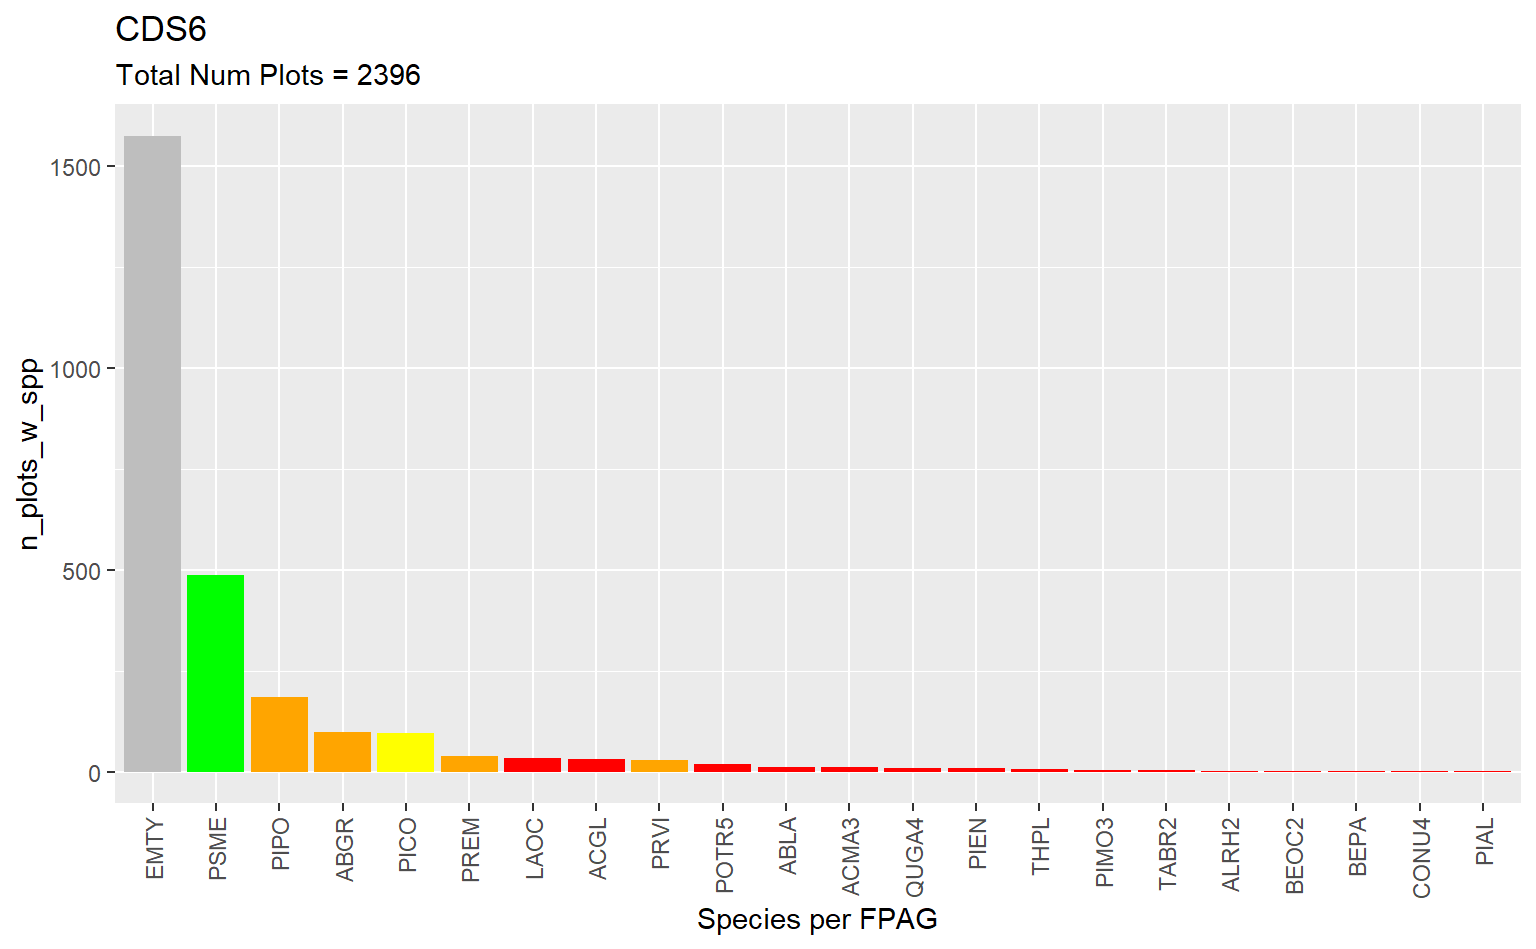 CDS6
Total Num Plots = 2396
n_plots_w_spp
1500
1000
500
0
EMTY
PSME
PIPO
ABGR
PICO
PREM
LAOC
ACGL
PRVI
POTR5
ABLA
ACMA3
QUGA4
PIEN
THPL
PIMO3
TABR2
ALRH2
BEOC2
BEPA
CONU4
PIAL
Species per FPAG